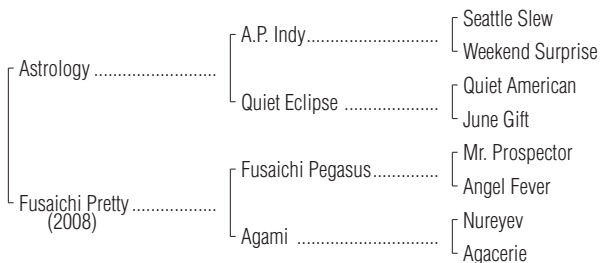 Seattle Slew
A.P. Indy........................................
Weekend Surprise
Astrology ...............................
Quiet American
Quiet Eclipse ..............................
June Gift
Mr. Prospector
Fusaichi Pegasus.....................
Angel Fever
Fusaichi Pretty .....................
(2008)
Nureyev
Agami ........................................
Agacerie